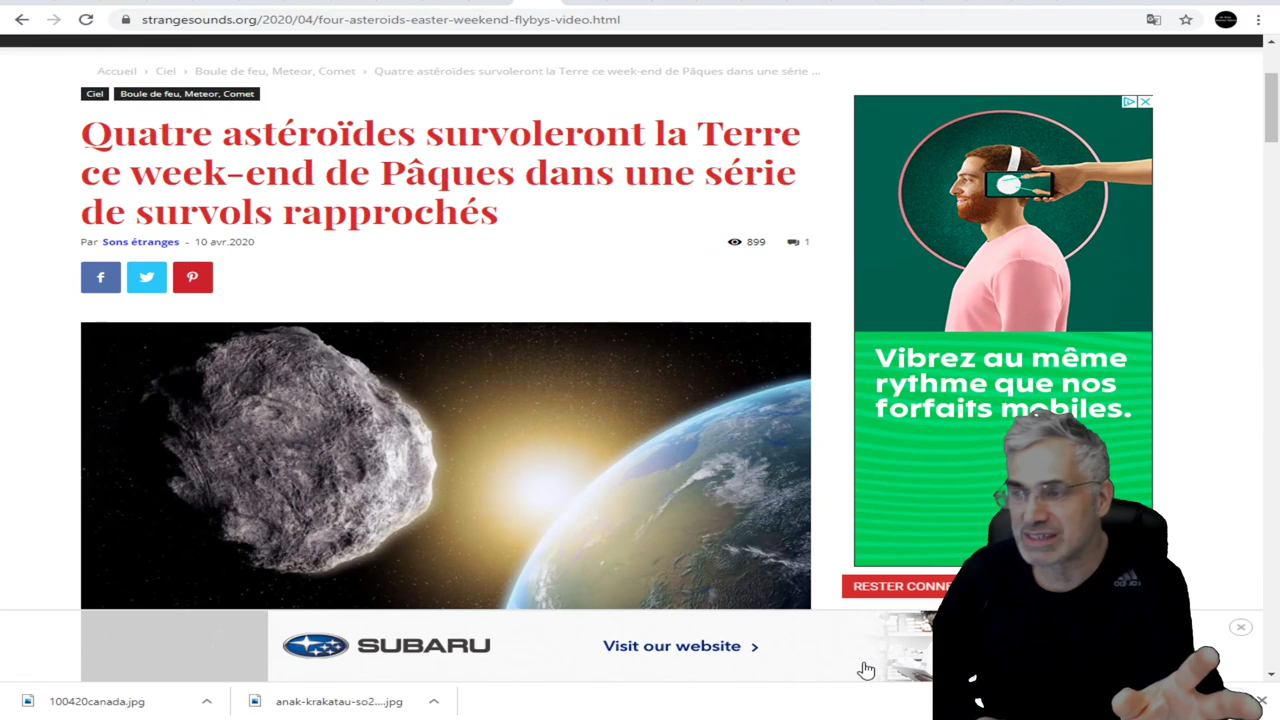 strangesounds.org/2020/04/four-asteroids-easter-weekend-flybys-video.html
Accueil › Ciel › Boule de feu, Meteor, Comet › Quatre astéroïdes survoleront la Terre ce week-end de Pâques dans une série ...
Ciel Boule de feu, Meteor, Comet
Quatre astéroïdes survoleront la Terre
ce week-end de Pâques dans une série
de survols rapprochés
Par Sons étranges - 10 avr.2020 899 1
Vibrez au même
rythme que nos
forfaits mobiles.
RESTER
SUBARU Visit our website
100420canada.jpg anak-krakatau-so2....jpg
adidas